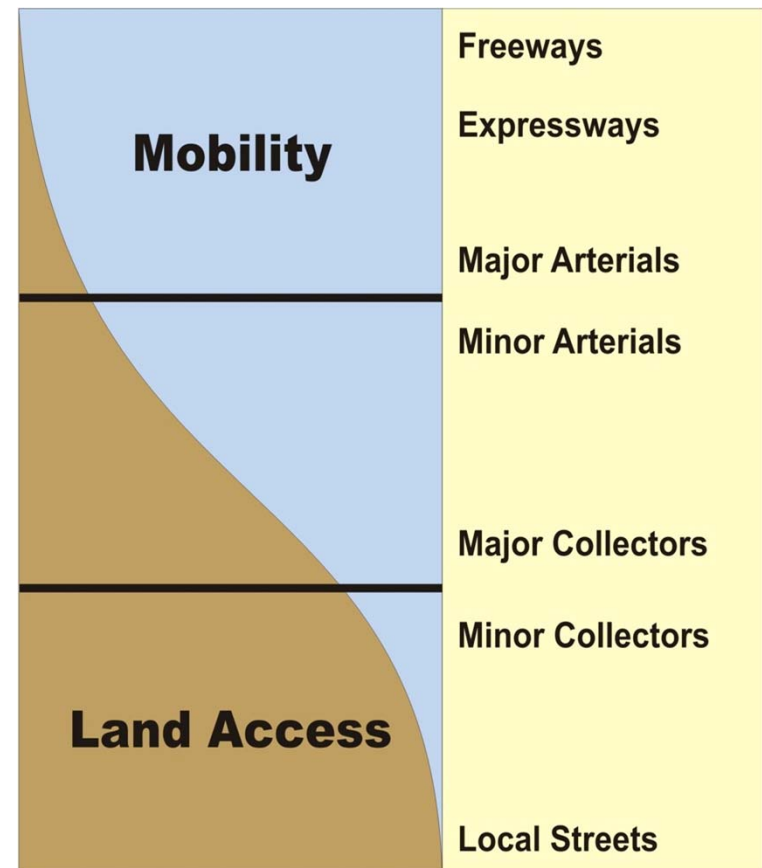 Freeways
Expressways
Mobility
Major Arterials
Minor Arterials
Major Collectors
Minor Collectors
Land Access
Local Streets